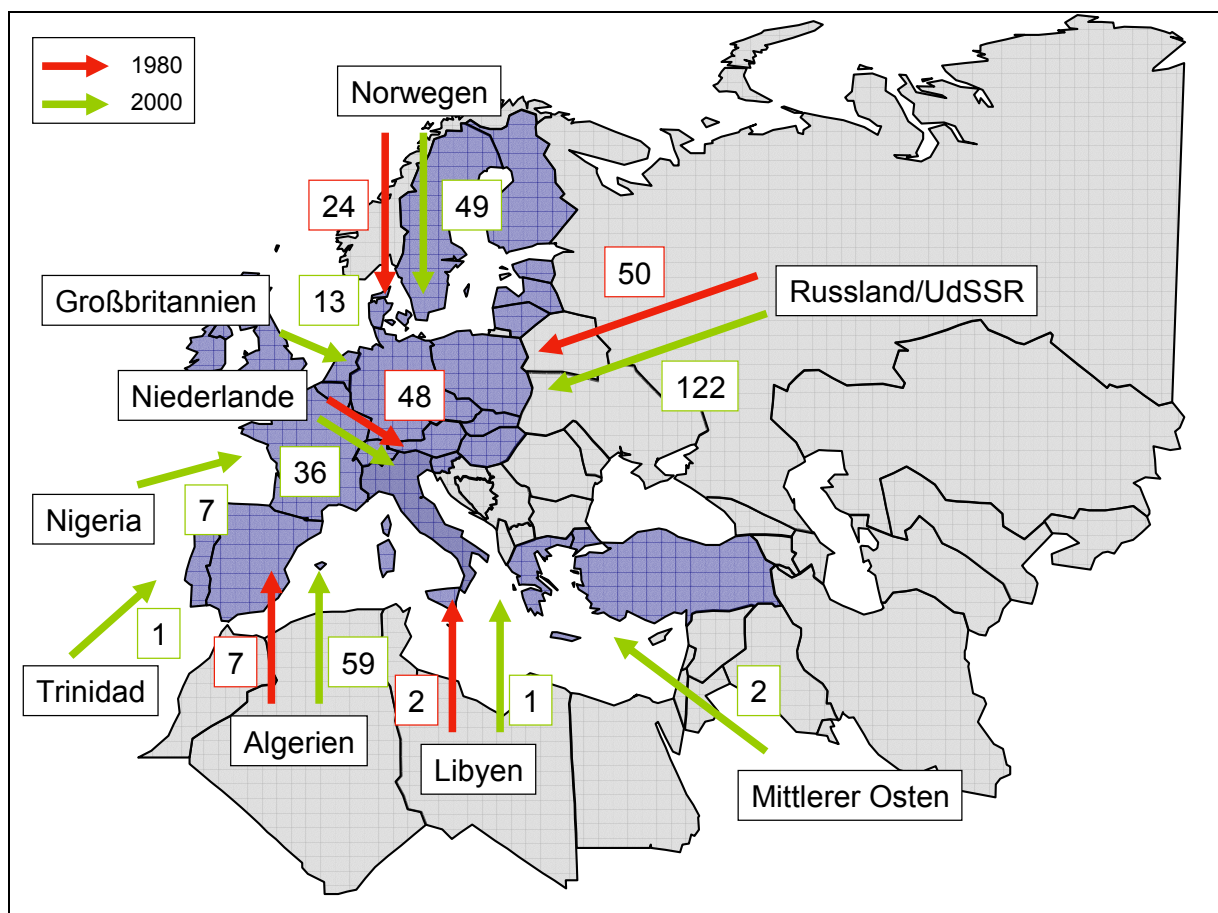 1980
2000
Norwegen
24
49
Großbritannien
13
50
Russland/UdSSR
Niederlande
48
122
36
Nigeria
7
1
Trinidad
7
59
Algerien
2
1
Libyen
2
Mittlerer Osten